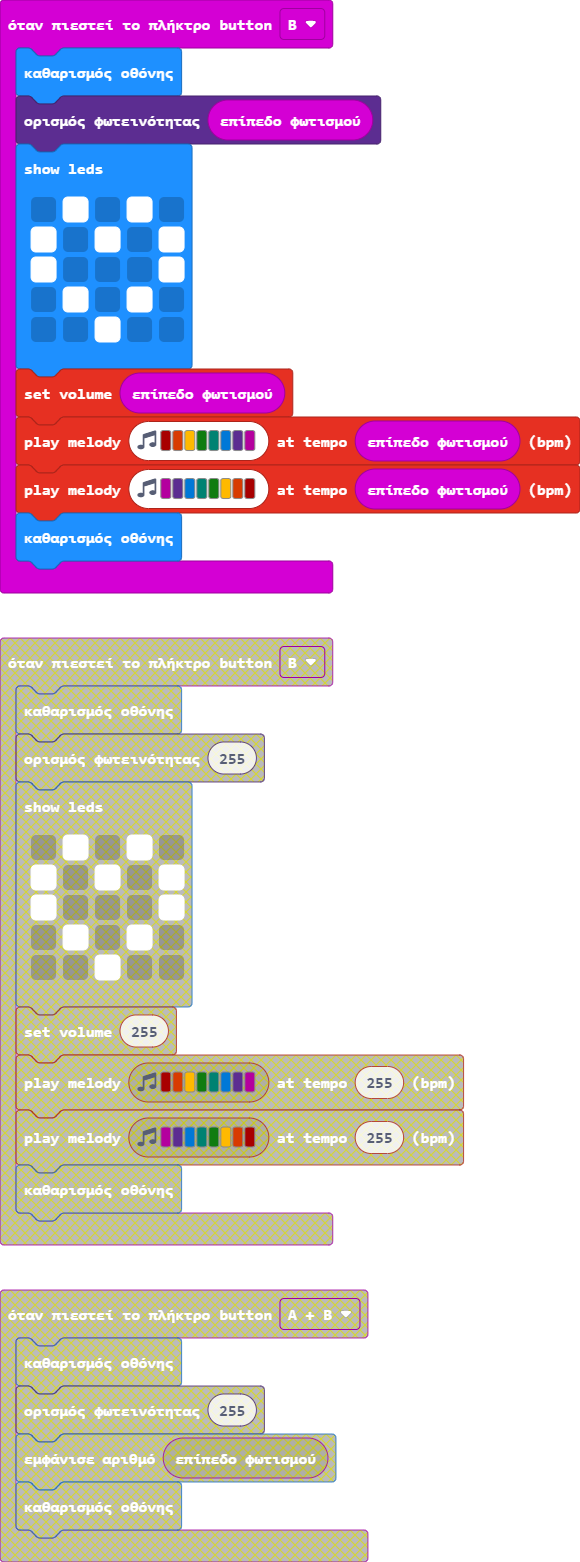 όταν πιεστεί το πλήκτρο button B
καθαρισμός οθόνης
ορισμός φωτεινότητας επίπεδο φωτισμού
show leds
set volume επίπεδο φωτισμού
play melody at tempo επίπεδο φωτισμού (bpm)
play melody at tempo επίπεδο φωτισμού (bpm)
καθαρισμός οθόνης
όταν πιεστεί το πλήκτρο button B
καθαρισμός οθόνης
ορισμός φωτεινότητας 255
show leds
set volume 255
play melody at tempo 255 (bpm)
play melody at tempo 255 (bpm)
καθαρισμός οθόνης
όταν πιεστεί το πλήκτρο button A + B
καθαρισμός οθόνης
ορισμός φωτεινότητας 255
εμφάνισε αριθμό επίπεδο φωτισμού
καθαρισμός οθόνης